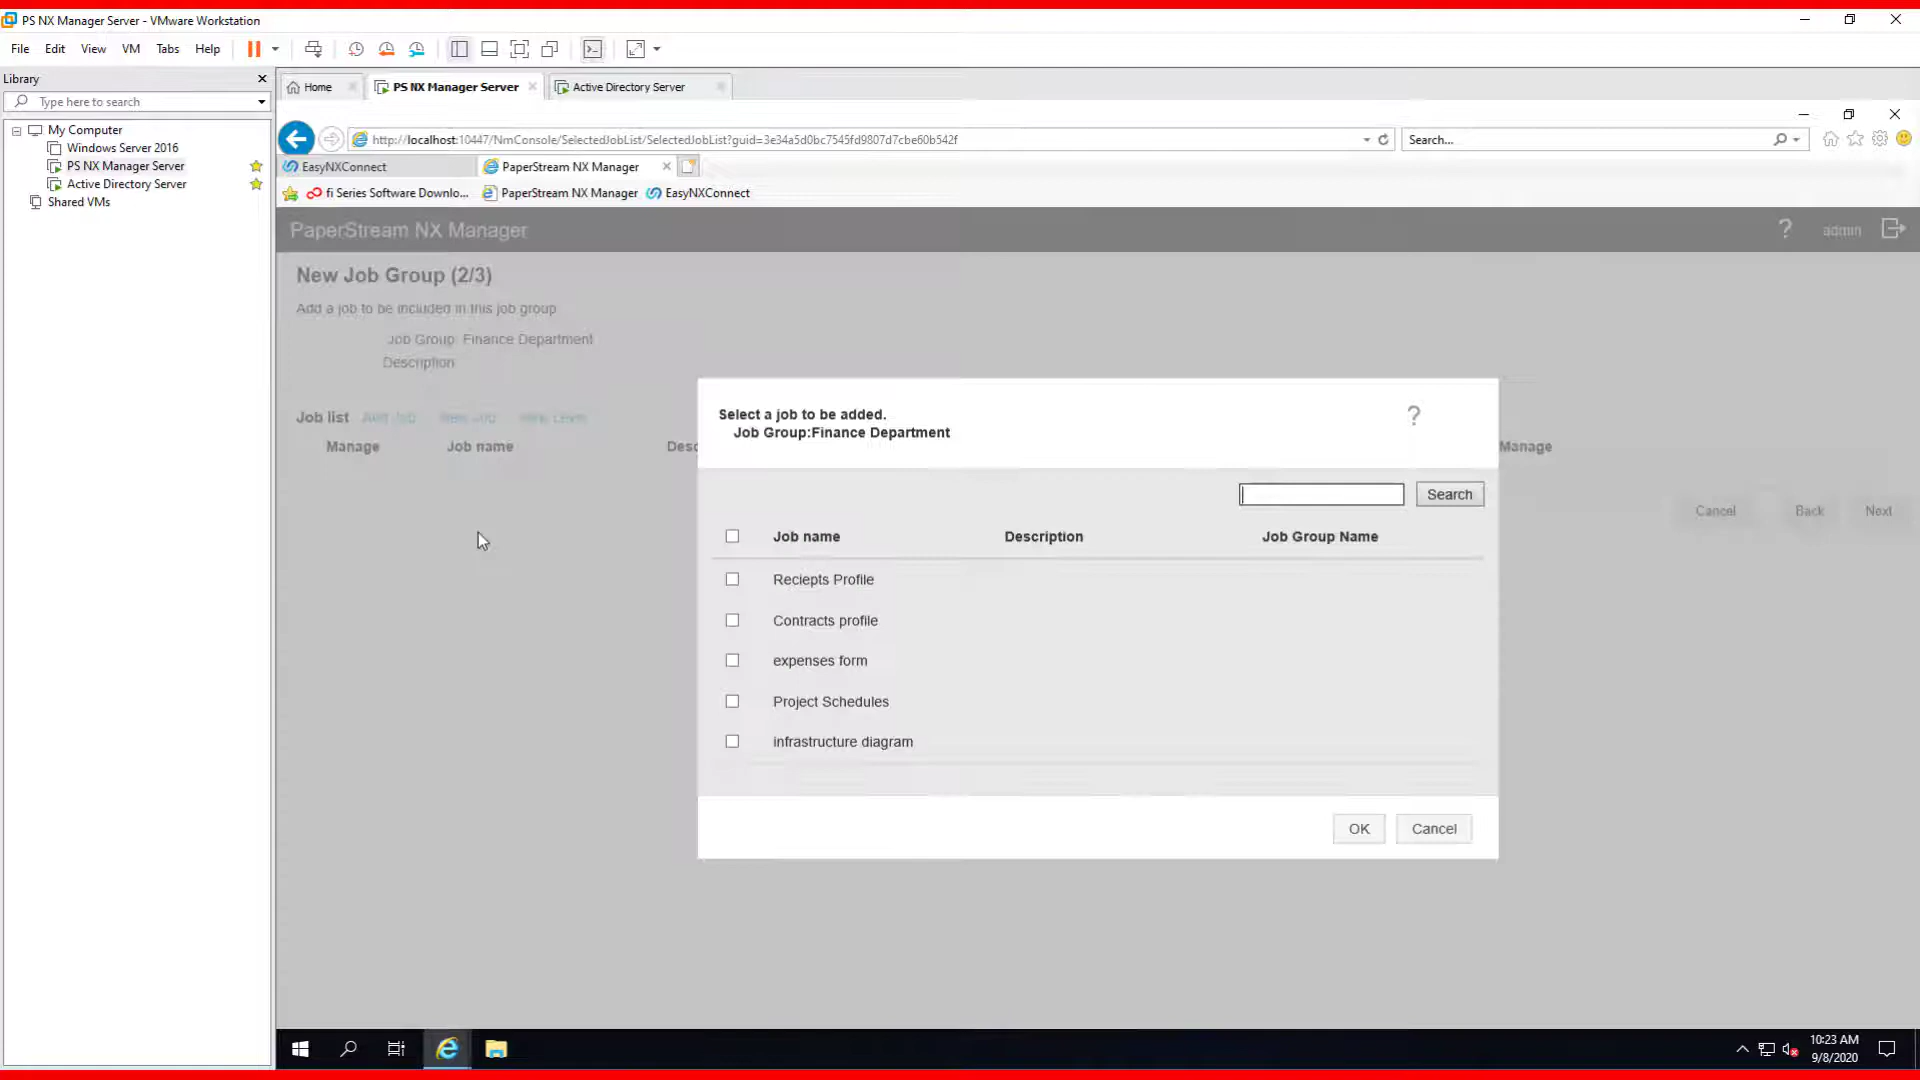 PS NX Manager Server - VMware Workstation
File Edit View VM Tabs Help
Library
Type here to search
My Computer
Windows Server 2016
PS NX Manager Server
Active Directory Server
Shared VMs
Home PS NX Manager Server Active Directory Server
http://localhost:10447/NmConsole/SelectedJobList/SelectedJobList?guid=3e34a5d0bc7545fd9807d7cbe60b542f Search...
EasyNXConnect PaperStream NX Manager
fi Series Software Downlo... PaperStream NX Manager EasyNXConnect
PaperStream NX Manager ? admin
New Job Group (2/3)
Add a job to be included in this job group
Job Group: Finance Department
Description
Job list Add Job New Job
Manage Job name Desc Manage
Cancel Back Next
Select a job to be added. ?
Job Group:Finance Department
Search
Job name Description Job Group Name
Reciepts Profile
Contracts profile
expenses form
Project Schedules
infrastructure diagram
OK Cancel
10:23 AM
9/8/2020